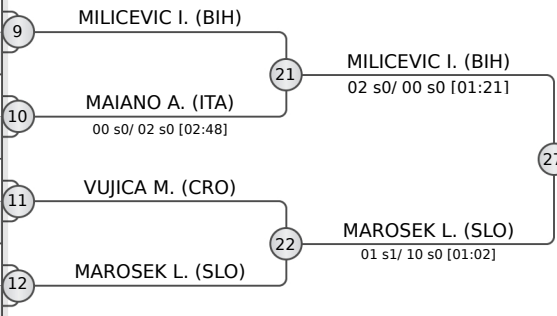 MILICEVIC I. (BIH)
9
21
MILICEVIC I. (BIH)
02 s0/ 00 s0 [01:21]
MAIANO A. (ITA)
10
00 s0/ 02 s0 [02:48]
27
VUJICA M. (CRO)
11
22
MAROSEK L. (SLO)
01 s1/ 10 s0 [01:02]
MAROSEK L. (SLO)
12